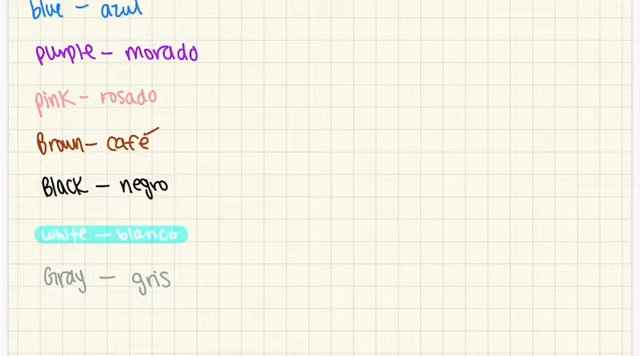 blue - azul
purple - morado
pink - rosado
Brown - café
Black - negro
white - blanco
Gray - gris